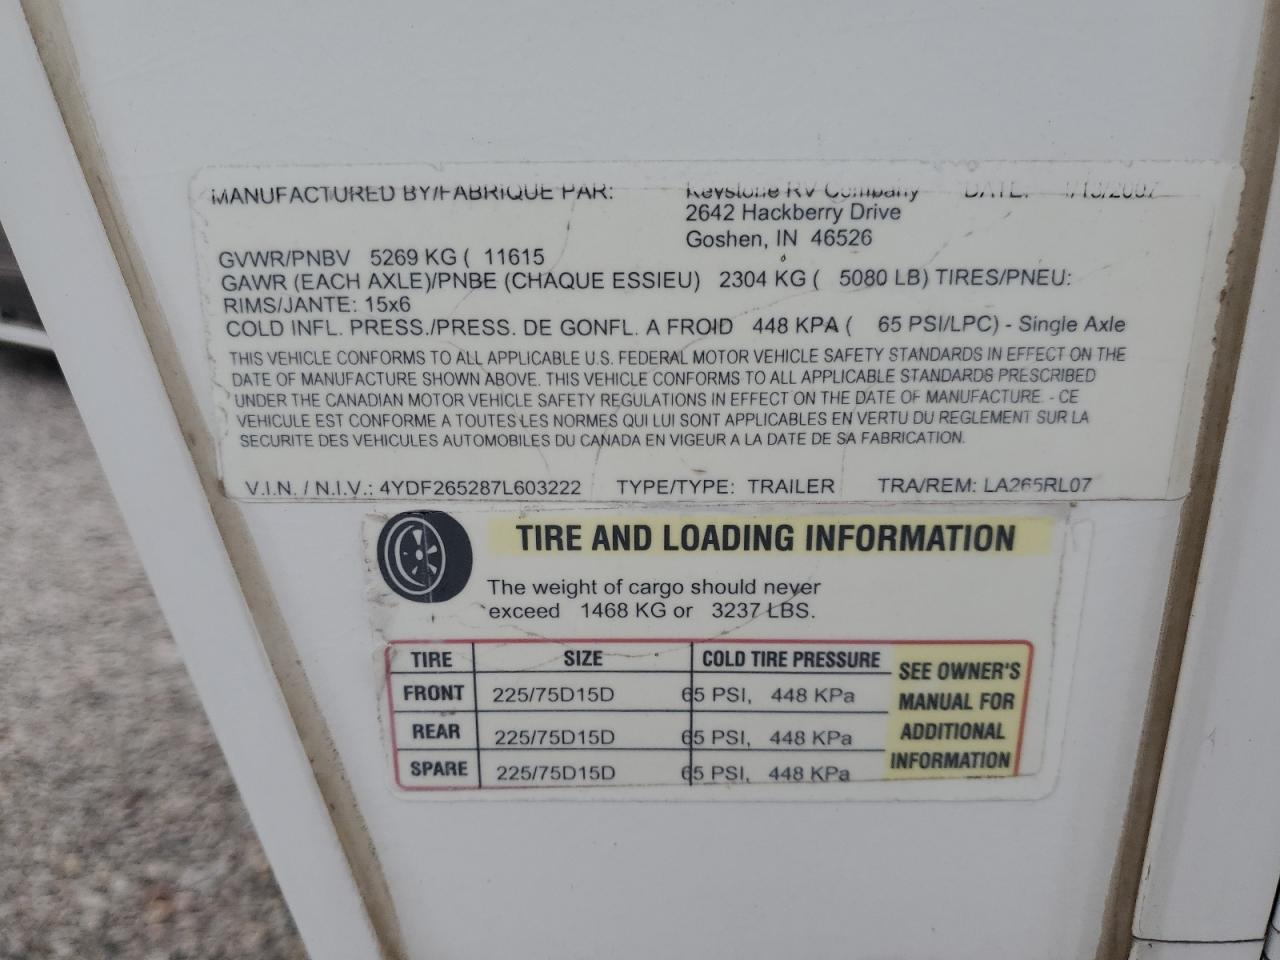 MANUFACTURED BY/FABRIQUE PAR: Keystone RV Company DATE:
2642 Hackberry Drive
Goshen, IN 46526
GVWR/PNBV 5269 KG ( 11615
GAWR (EACH AXLE)/PNBE (CHAQUE ESSIEU) 2304 KG ( 5080 LB) TIRES/PNEU:
RIMS/JANTE: 15x6
COLD INFL. PRESS./PRESS. DE GONFL. A FROID 448 KPA ( 65 PSI/LPC) - Single Axle
THIS VEHICLE CONFORMS TO ALL APPLICABLE U.S. FEDERAL MOTOR VEHICLE SAFETY STANDARDS IN EFFECT ON THE
DATE OF MANUFACTURE SHOWN ABOVE. THIS VEHICLE CONFORMS TO ALL APPLICABLE STANDARDS PRESCRIBED
UNDER THE CANADIAN MOTOR VEHICLE SAFETY REGULATIONS IN EFFECT ON THE DATE OF MANUFACTURE. - CE
VEHICULE EST CONFORME A TOUTES LES NORMES QUI LUI SONT APPLICABLES EN VERTU DU REGLEMENT SUR LA
SECURITE DES VEHICULES AUTOMOBILES DU CANADA EN VIGEUR A LA DATE DE SA FABRICATION.
V.I.N. / N.I.V.: 4YDF265287L603222 TYPE/TYPE: TRAILER TRA/REM: LA265RL07
TIRE AND LOADING INFORMATION
The weight of cargo should never
exceed 1468 KG or 3237 LBS.
TIRE SIZE COLD TIRE PRESSURE
FRONT 225/75D15D 65 PSI, 448 KPa
REAR 225/75D15D 65 PSI, 448 KPa
SPARE 225/75D15D 65 PSI, 448 KPa
SEE OWNER'S
MANUAL FOR
ADDITIONAL
INFORMATION